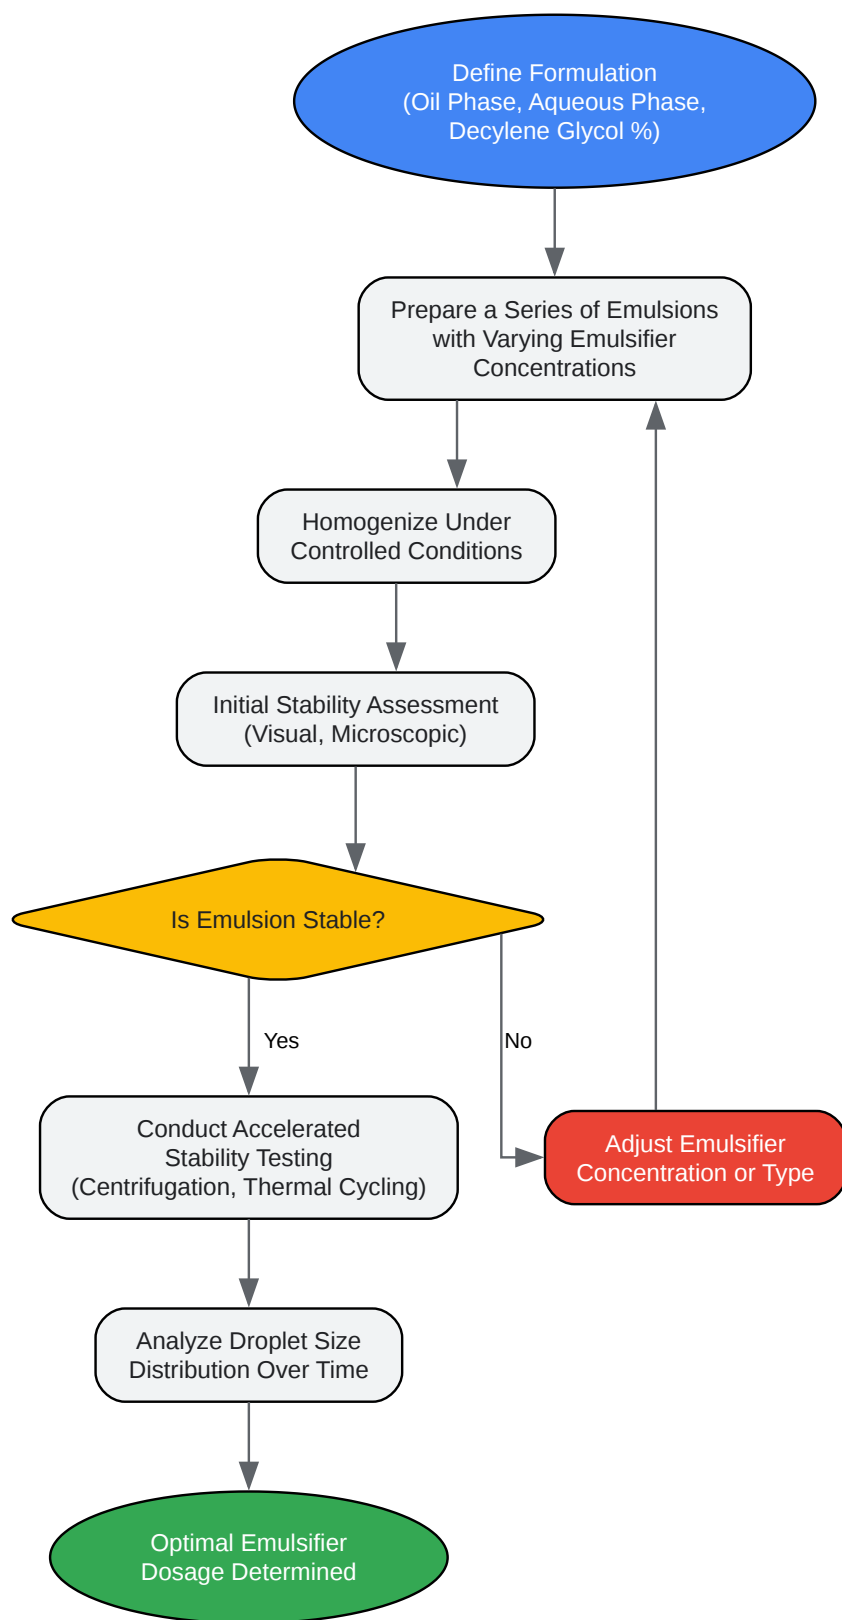 Define Formulation
(Oil Phase, Aqueous Phase,
Decylene Glycol %)
Prepare a Series of Emulsions
with Varying Emulsifier
Concentrations
Homogenize Under
Controlled Conditions
Initial Stability Assessment
(Visual, Microscopic)
Is Emulsion Stable?
Yes
No
Conduct Accelerated
Stability Testing
(Centrifugation, Thermal Cycling)
Adjust Emulsifier
Concentration or Type
Analyze Droplet Size
Distribution Over Time
Optimal Emulsifier
Dosage Determined